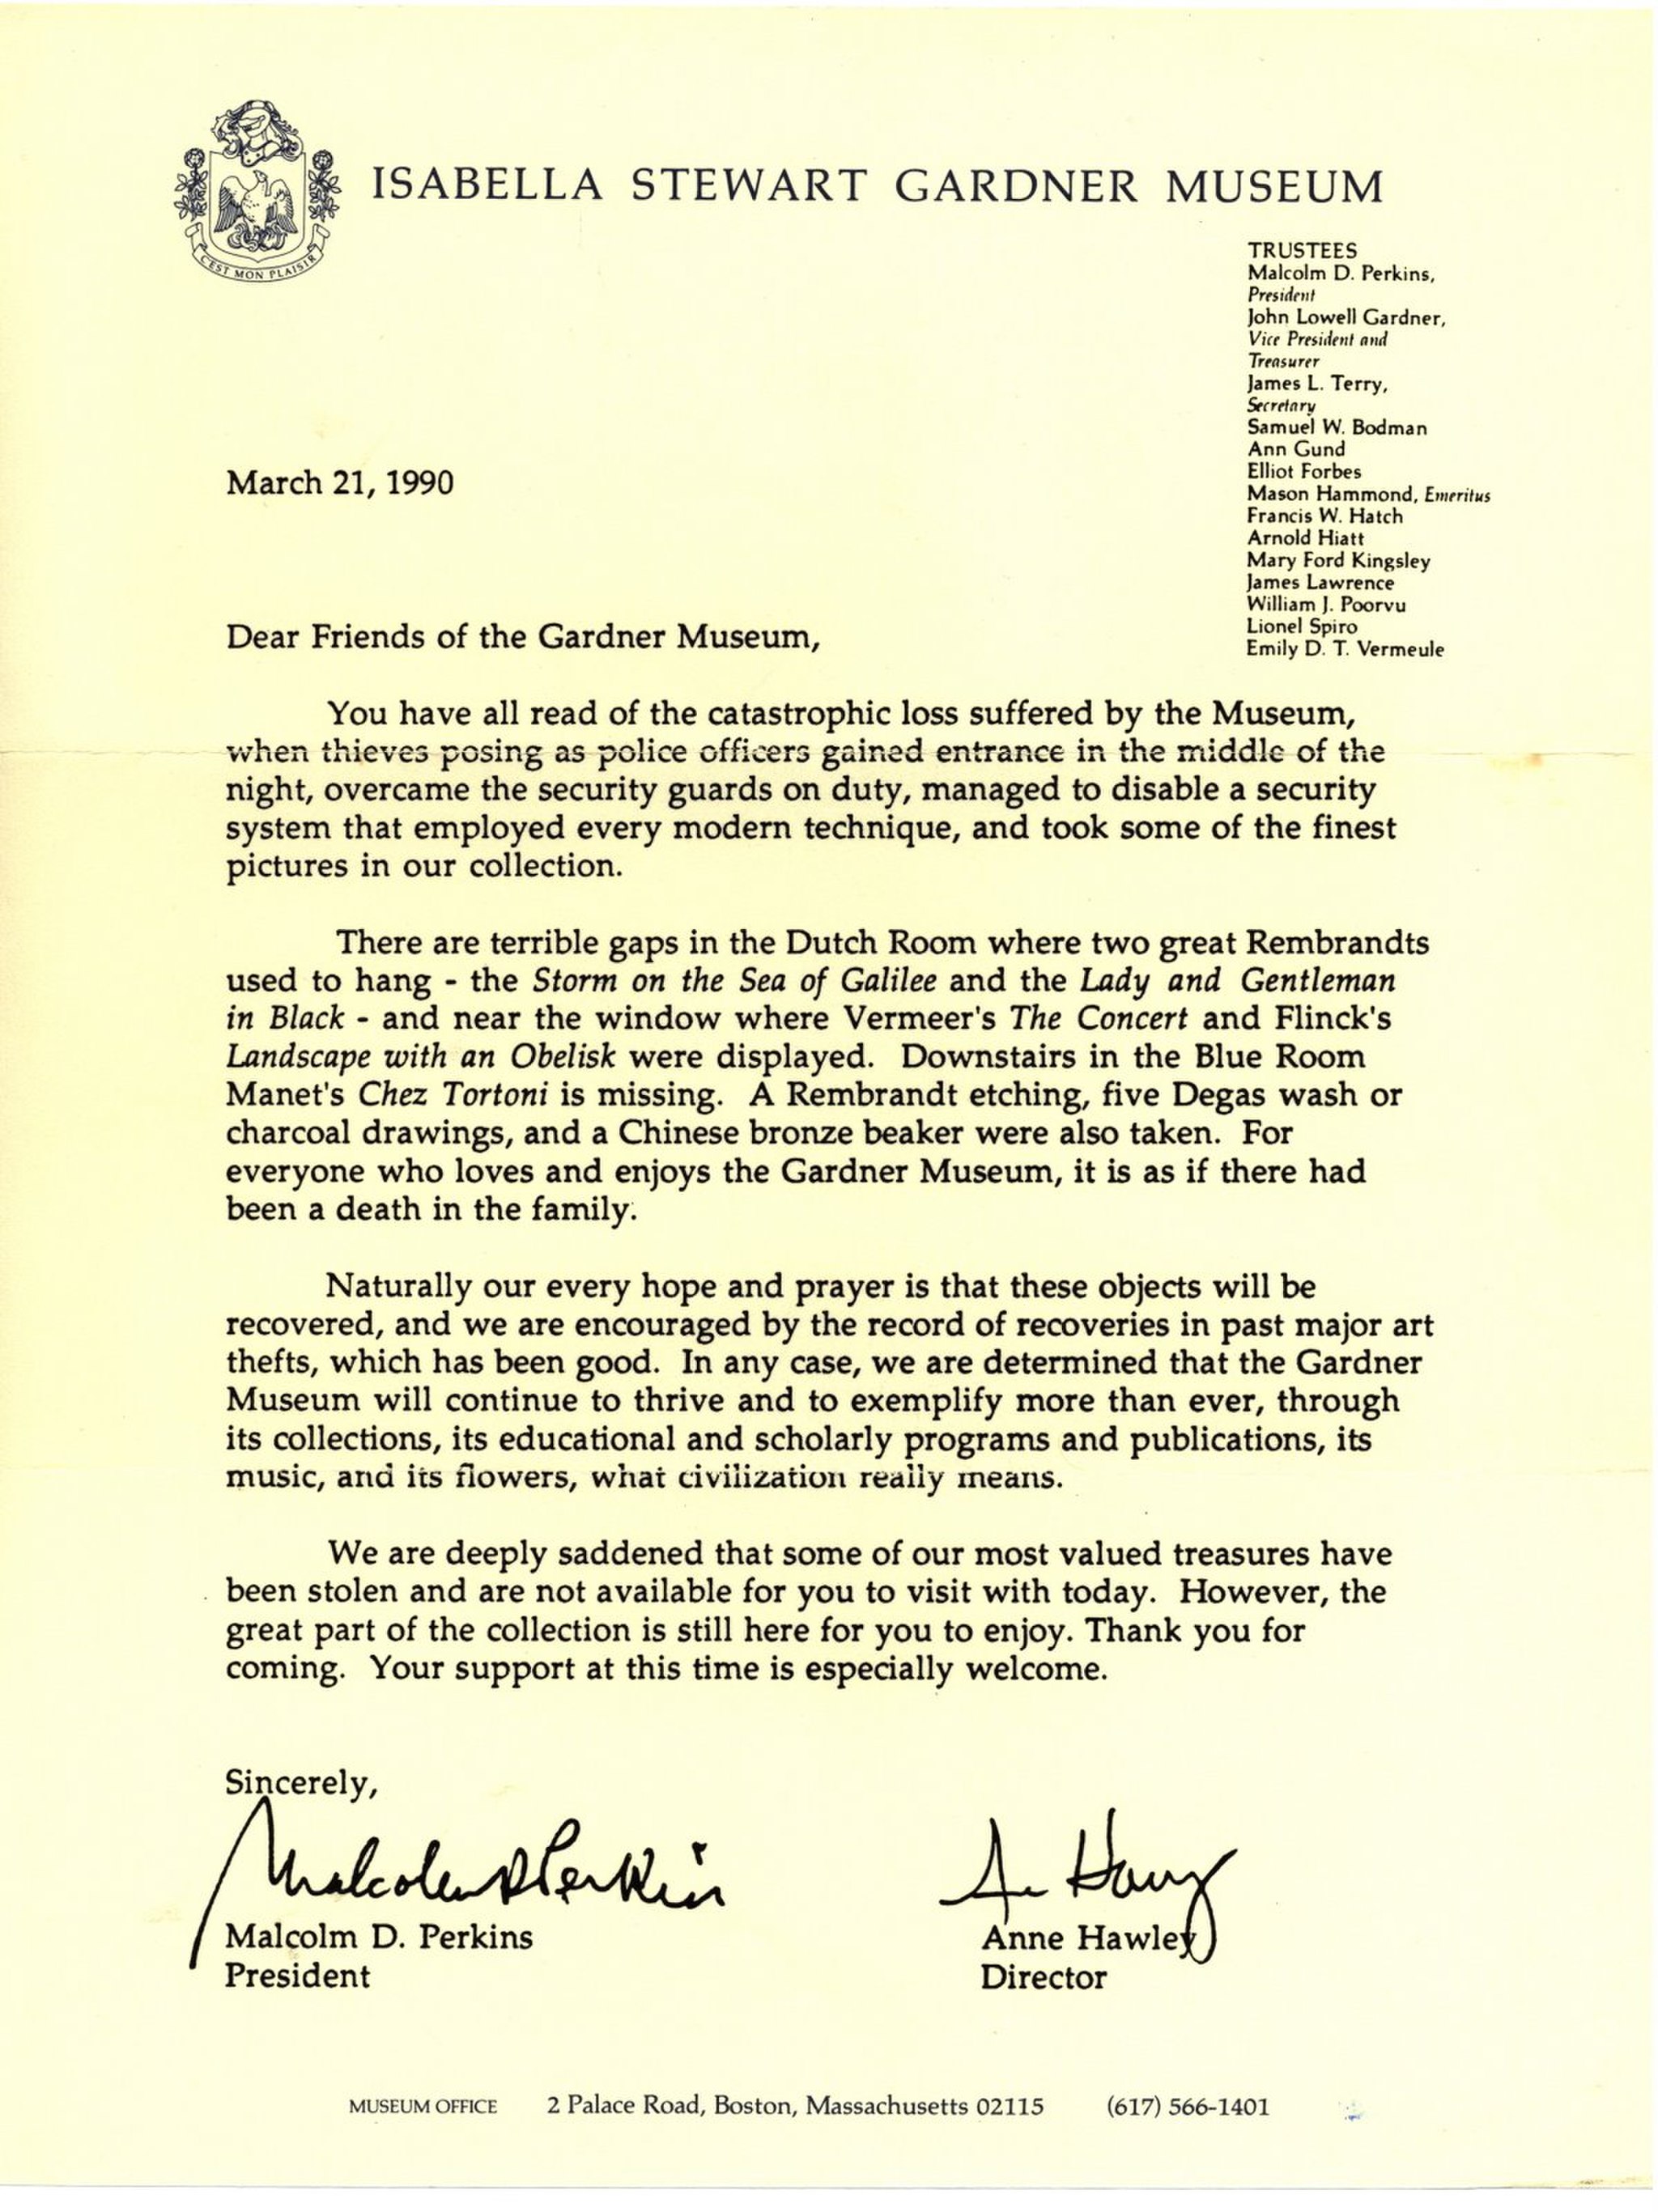 ISABELLA STEWART GARDNER MUSEUM
C'EST MON PLAISIR
TRUSTEES
Malcolm D. Perkins,
President
John Lowell Gardner,
Vice President and
Treasurer
James L. Terry,
Secretary
Samuel W. Bodman
Ann Gund
Elliot Forbes
Mason Hammond, Emeritus
Francis W. Hatch
Arnold Hiatt
Mary Ford Kingsley
James Lawrence
William J. Poorvu
Lionel Spiro
Emily D. T. Vermeule
March 21, 1990
Dear Friends of the Gardner Museum,
You have all read of the catastrophic loss suffered by the Museum,
when thieves posing as police officers gained entrance in the middle of the
night, overcame the security guards on duty, managed to disable a security
system that employed every modern technique, and took some of the finest
pictures in our collection.
There are terrible gaps in the Dutch Room where two great Rembrandts
used to hang - the Storm on the Sea of Galilee and the Lady and Gentleman
in Black - and near the window where Vermeer's The Concert and Flinck's
Landscape with an Obelisk were displayed. Downstairs in the Blue Room
Manet's Chez Tortoni is missing. A Rembrandt etching, five Degas wash or
charcoal drawings, and a Chinese bronze beaker were also taken. For
everyone who loves and enjoys the Gardner Museum, it is as if there had
been a death in the family.
Naturally our every hope and prayer is that these objects will be
recovered, and we are encouraged by the record of recoveries in past major art
thefts, which has been good. In any case, we are determined that the Gardner
Museum will continue to thrive and to exemplify more than ever, through
its collections, its educational and scholarly programs and publications, its
music, and its flowers, what civilization really means.
We are deeply saddened that some of our most valued treasures have
been stolen and are not available for you to visit with today. However, the
great part of the collection is still here for you to enjoy. Thank you for
coming. Your support at this time is especially welcome.
Sincerely,
Malcolm D Perkins
Malcolm D. Perkins
President
A Hawley
Anne Hawley
Director
MUSEUM OFFICE 2 Palace Road, Boston, Massachusetts 02115 (617) 566-1401